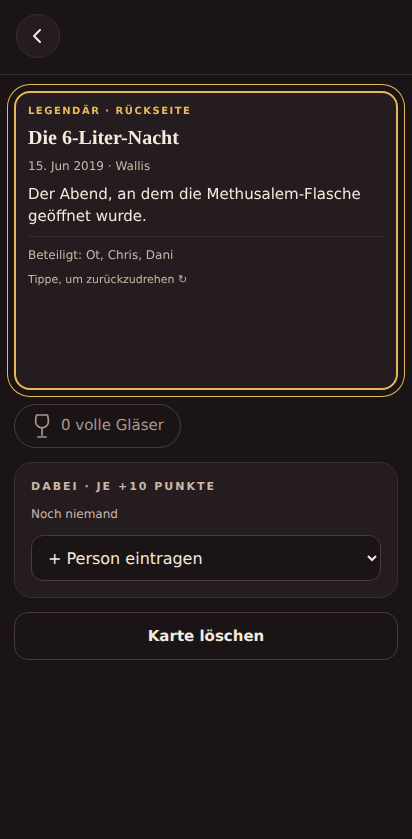 LEGENDÄR · RÜCKSEITE
Die 6-Liter-Nacht
15. Jun 2019 · Wallis
Der Abend, an dem die Methusalem-Flasche
geöffnet wurde.
Beteiligt: Ot, Chris, Dani
Tippe, um zurückzudrehen ↻
0 volle Gläser
DABEI · JE +10 PUNKTE
Noch niemand
+ Person eintragen
Karte löschen